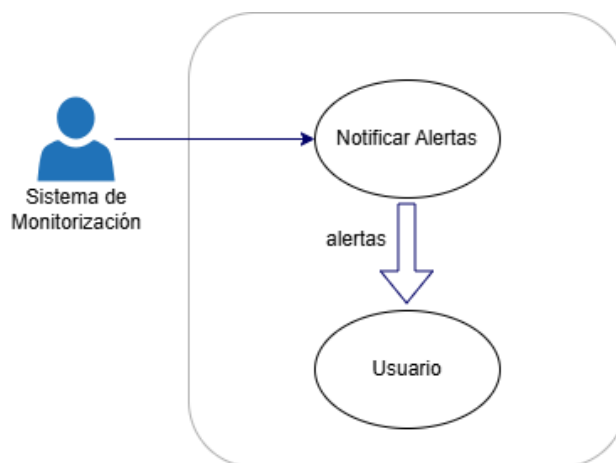 Notificar Alertas
Sistema de
Monitorización
alertas
Usuario